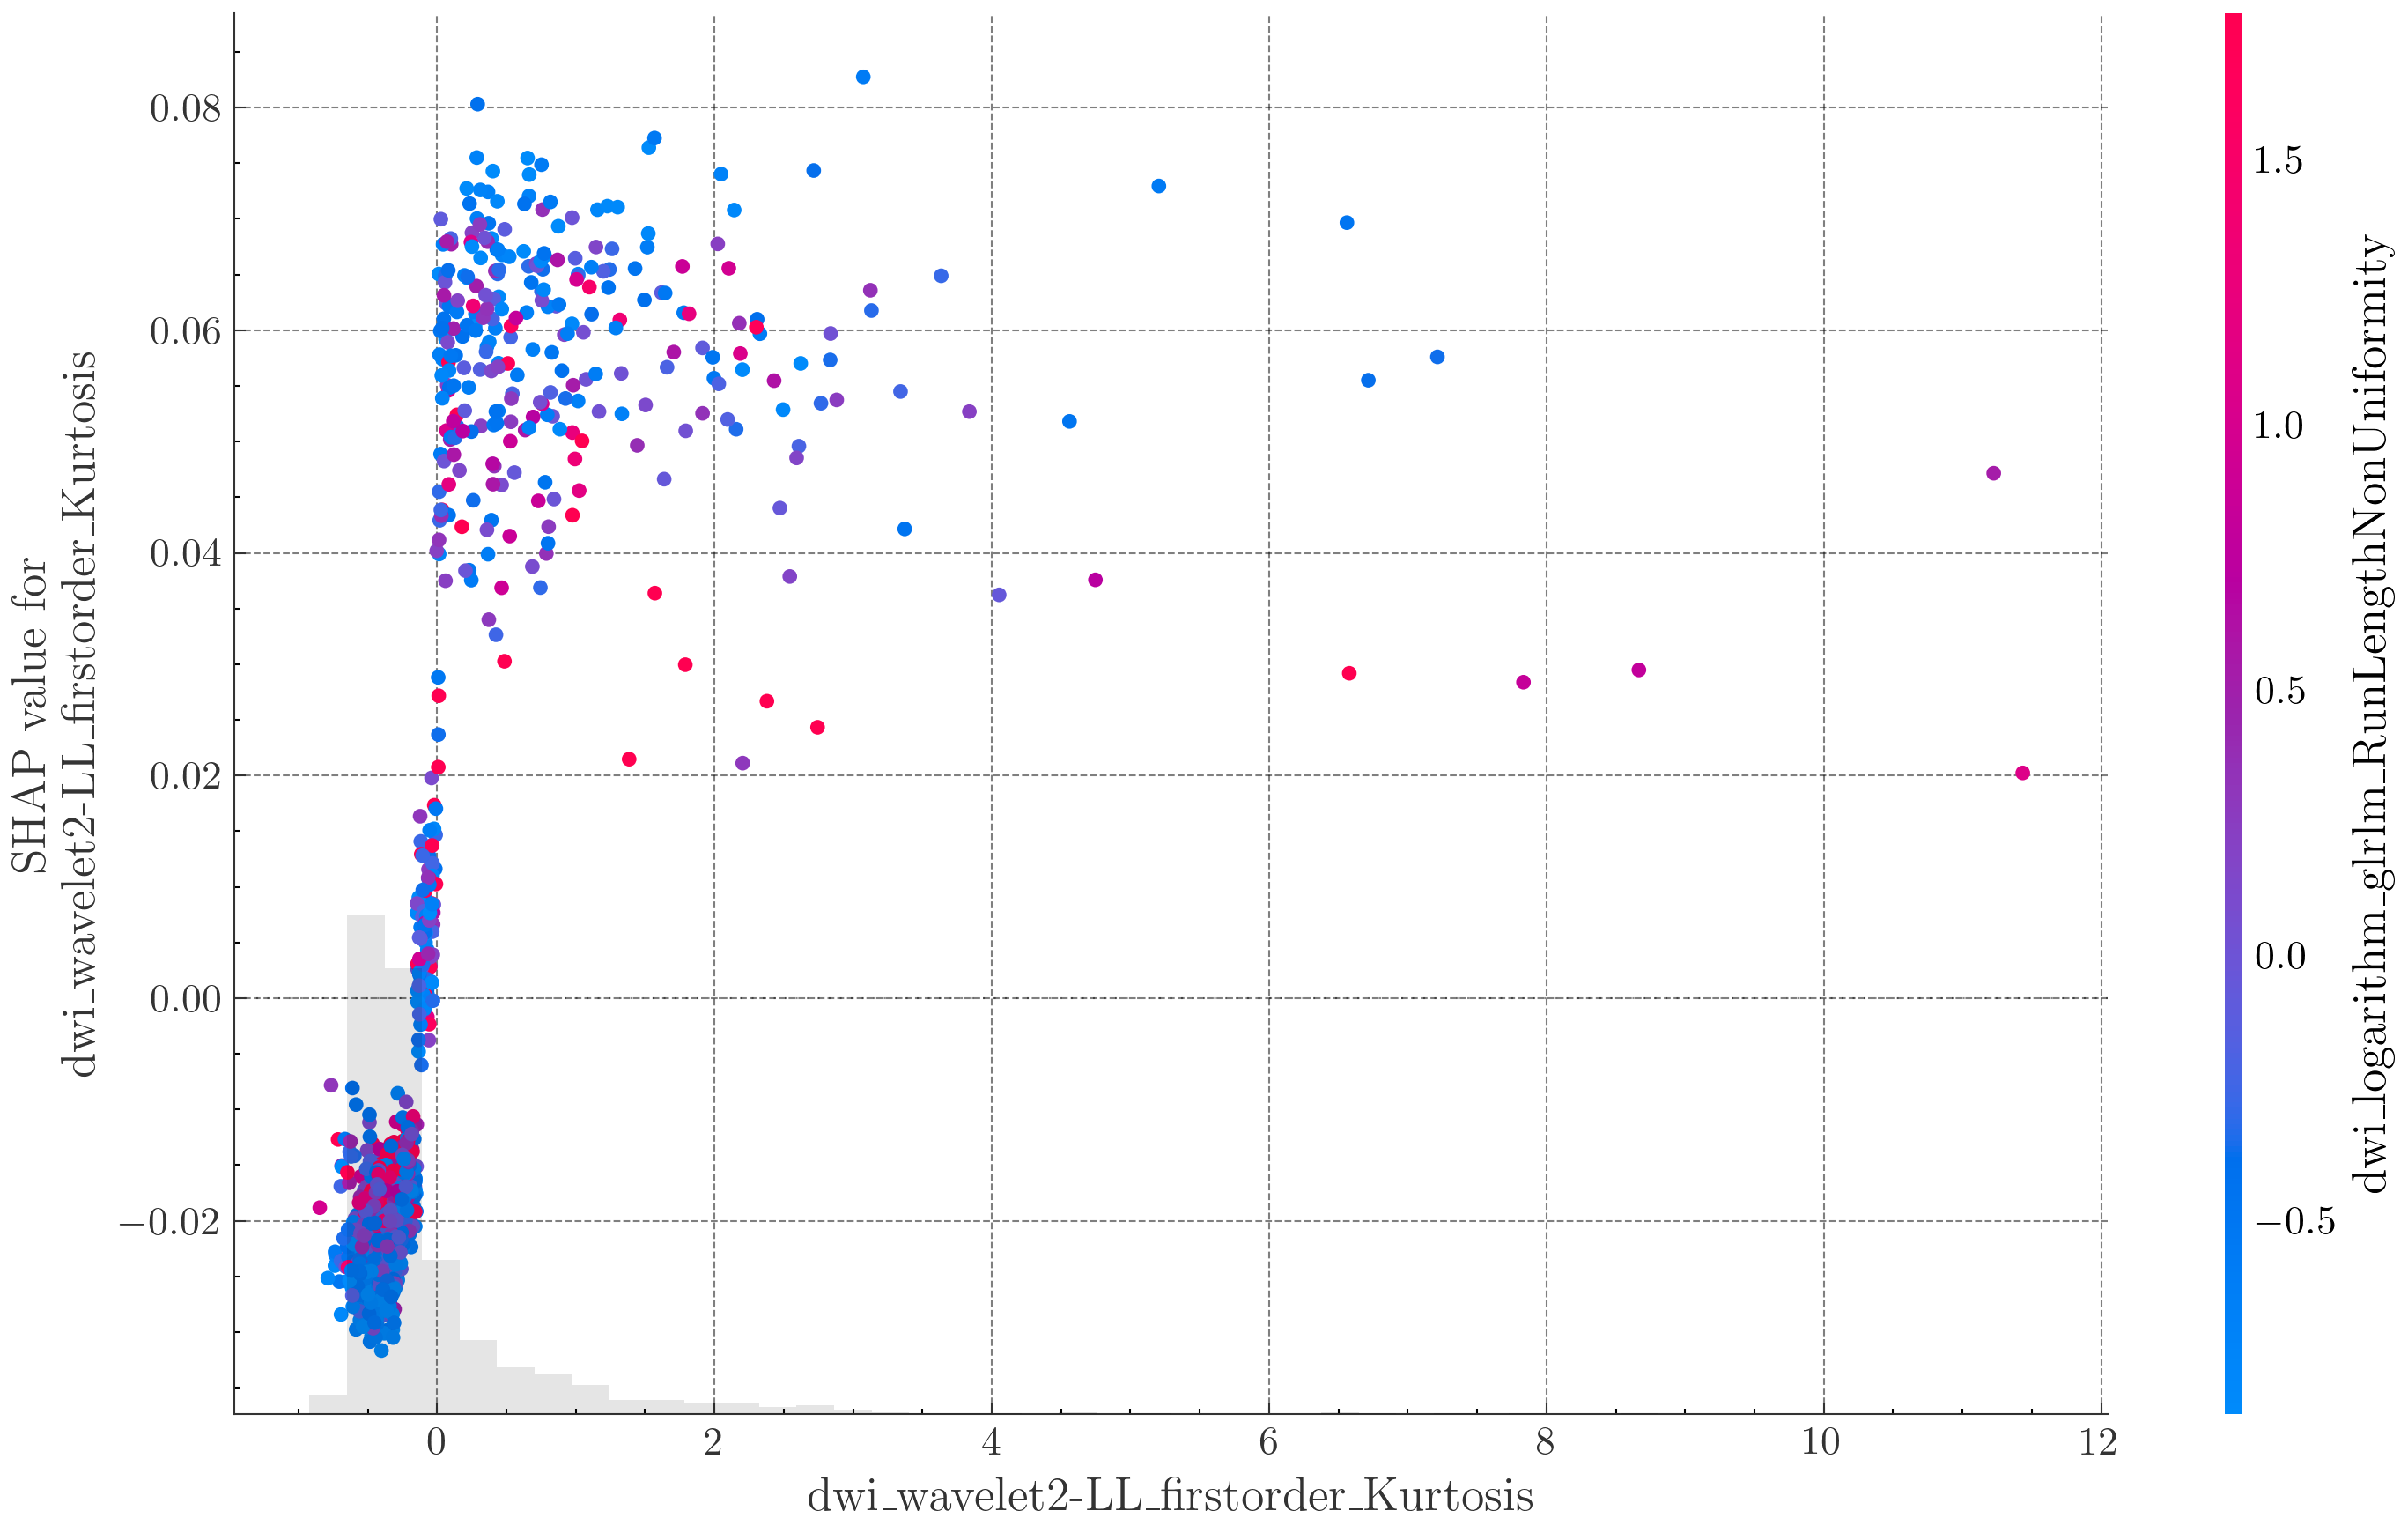 SHAP value for
dwi_wavelet2-LL_firstorder_Kurtosis
0.08
0.06
0.04
0.02
0.00
−0.02
0 2 4 6 8 10 12
dwi_wavelet2-LL_firstorder_Kurtosis
1.5
1.0
0.5
0.0
−0.5
dwi_logarithm_glrlm_RunLengthNonUniformity